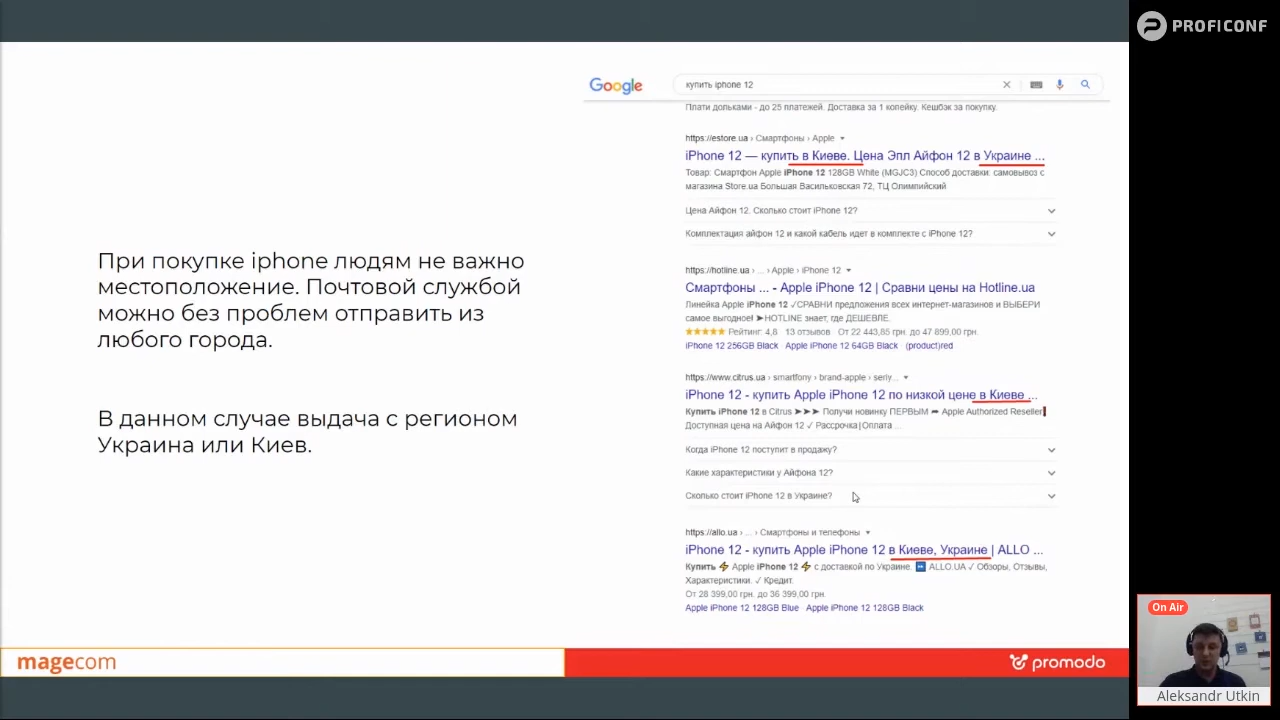 PROFICONF
Google
купить iphone 12
Плати дольками - до 25 платежей. Доставка за 1 копейку. Кешбэк за покупку.
https://estore.ua › Смартфоны › Apple
iPhone 12 — купить в Киеве. Цена Эпл Айфон 12 в Украине ...
Товар: Смартфон Apple iPhone 12 128GB White (MGJC3) Способ доставки: самовывоз с
магазина Store.ua Большая Васильковская 72, ТЦ Олимпийский
Цена Айфон 12. Сколько стоит iPhone 12?
Комплектация айфон 12 и какой кабель идет в комплекте с iPhone 12?
При покупке iphone людям не важно
местоположение. Почтовой службой
можно без проблем отправить из
любого города.
В данном случае выдача с регионом
Украина или Киев.
https://hotline.ua › ... › Apple › iPhone 12
Смартфоны ... - Apple iPhone 12 | Сравни цены на Hotline.ua
Линейка Apple iPhone 12 ✓СРАВНИ предложения всех интернет-магазинов и ВЫБЕРИ
самое выгодное! ➤HOTLINE знает, где ДЕШЕВЛЕ.
★★★★★ Рейтинг: 4,8 · 13 отзывов · От 22 443,85 грн. до 47 899,00 грн.
iPhone 12 256GB Black · Apple iPhone 12 64GB Black · (product)red
https://www.citrus.ua › smartfony › brand-apple › seriy...
iPhone 12 - купить Apple iPhone 12 по низкой цене в Киеве ...
Купить iPhone 12 в Citrus ➤➤➤ Получи новинку ПЕРВЫМ ➦ Apple Authorized Reseller
Доступная цена на Айфон 12 ✓ Рассрочка|Оплата ...
Когда iPhone 12 поступит в продажу?
Какие характеристики у Айфона 12?
Сколько стоит iPhone 12 в Украине?
https://allo.ua › ... › Смартфоны и телефоны
iPhone 12 - купить Apple iPhone 12 в Киеве, Украине | ALLO ...
Купить ⚡ Apple iPhone 12 ⚡ с доставкой по Украине. ⏩ ALLO.UA ✓ Обзоры, Отзывы,
Характеристики. ✓ Кредит.
От 28 399,00 грн. до 36 399,00 грн.
Apple iPhone 12 128GB Blue · Apple iPhone 12 128GB Black
magecom
promodo
On Air
Aleksandr Utkin